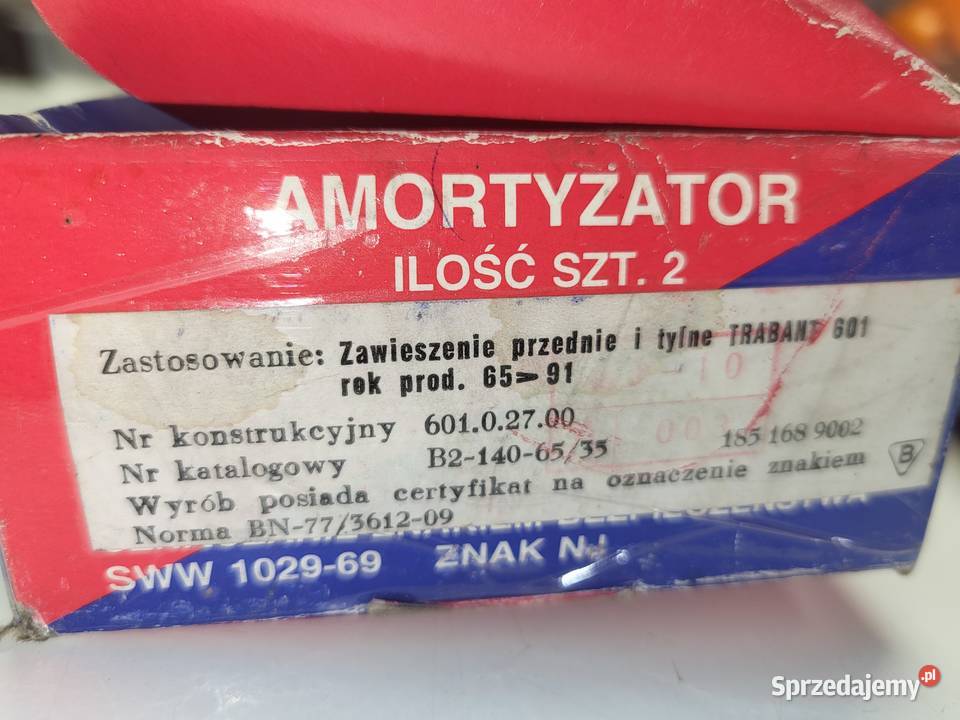 AMORTYZATOR
ILOŚĆ SZT. 2
Zastosowanie: Zawieszenie przednie i tylne TRABANT 601
rok prod. 65>91
Nr konstrukcyjny 601.0.27.00
Nr katalogowy B2-140-65/35 185 168 9002
Wyrób posiada certyfikat na oznaczenie znakiem B
Norma BN-77/3612-09
SWW 1029-69 ZNAK NJ
Sprzedajemy.pl